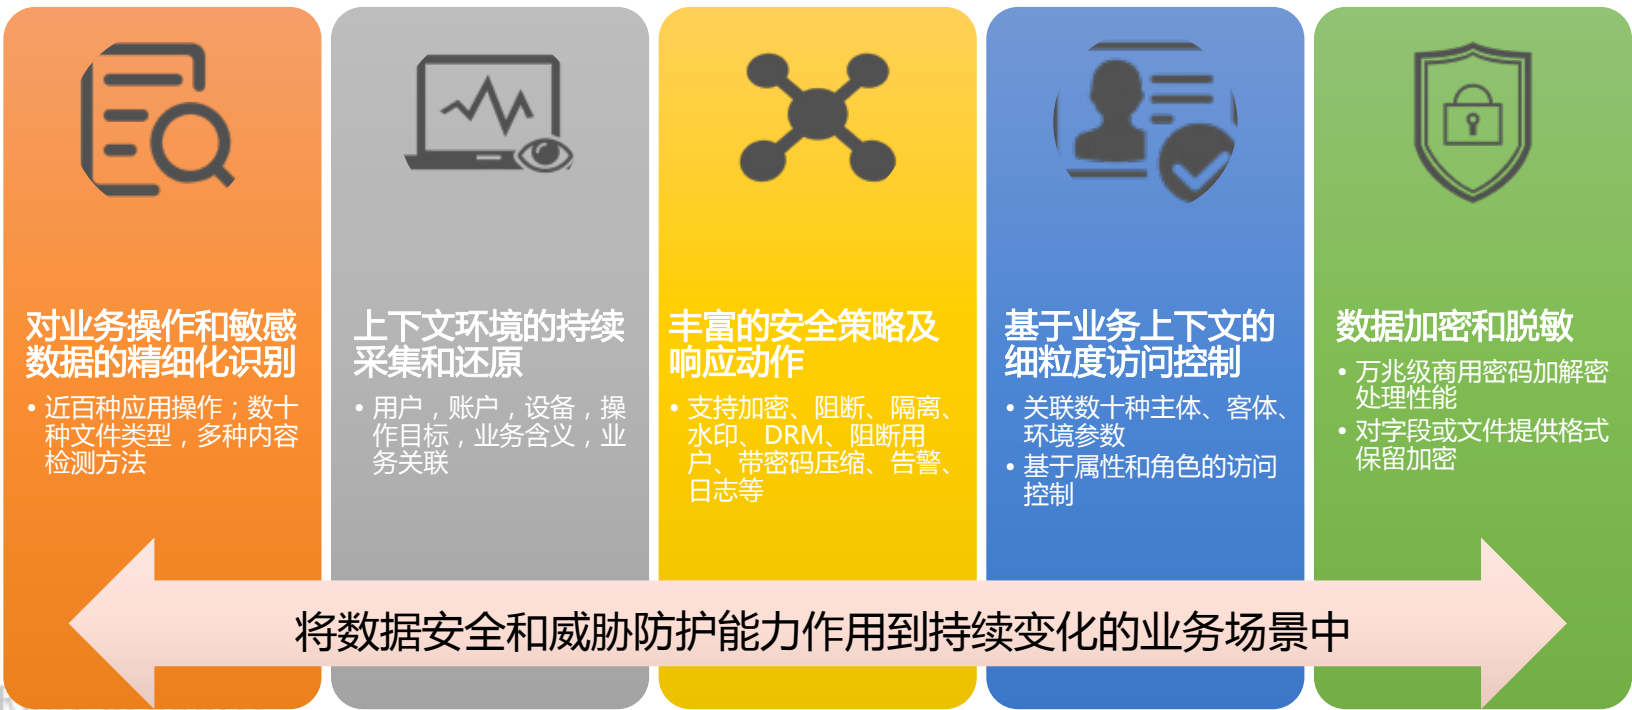 对业务操作和敏感
数据的精细化识别
• 近百种应用操作；数十
种文件类型，多种内容
检测方法
上下文环境的持续
采集和还原
• 用户，账户，设备，操
作目标，业务含义，业
务关联
丰富的安全策略及
响应动作
• 支持加密、阻断、隔离、
水印、DRM、阻断用
户、带密码压缩、告警、
日志等
基于业务上下文的
细粒度访问控制
• 关联数十种主体、客体、
环境参数
• 基于属性和角色的访问
控制
数据加密和脱敏
• 万兆级商用密码加解密
处理性能
• 对字段或文件提供格式
保留加密
将数据安全和威胁防护能力作用到持续变化的业务场景中